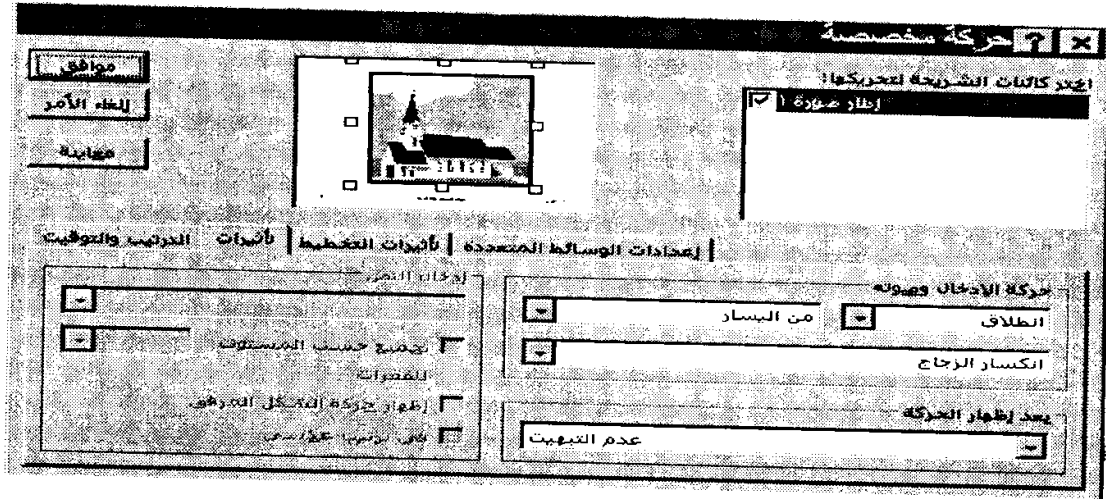 حركة مخصصة
اختر كائنات الشريحة لتحريكها:
إطار صورة ١
موافق
إلغاء الأمر
معاينة
إعدادات الوسائط المتعددة
تأثيرات التخطيط
تأثيرات
الترتيب والتوقيت
حركة الإدخال وصوته
انطلاق
من اليسار
انكسار الزجاج
بعد إظهار الحركة
عدم التبهيت
إدخال النص
تجميع حسب المستوى
للفقرات
إظهار حركة الشكل المرفق
في ترتيب عكسي